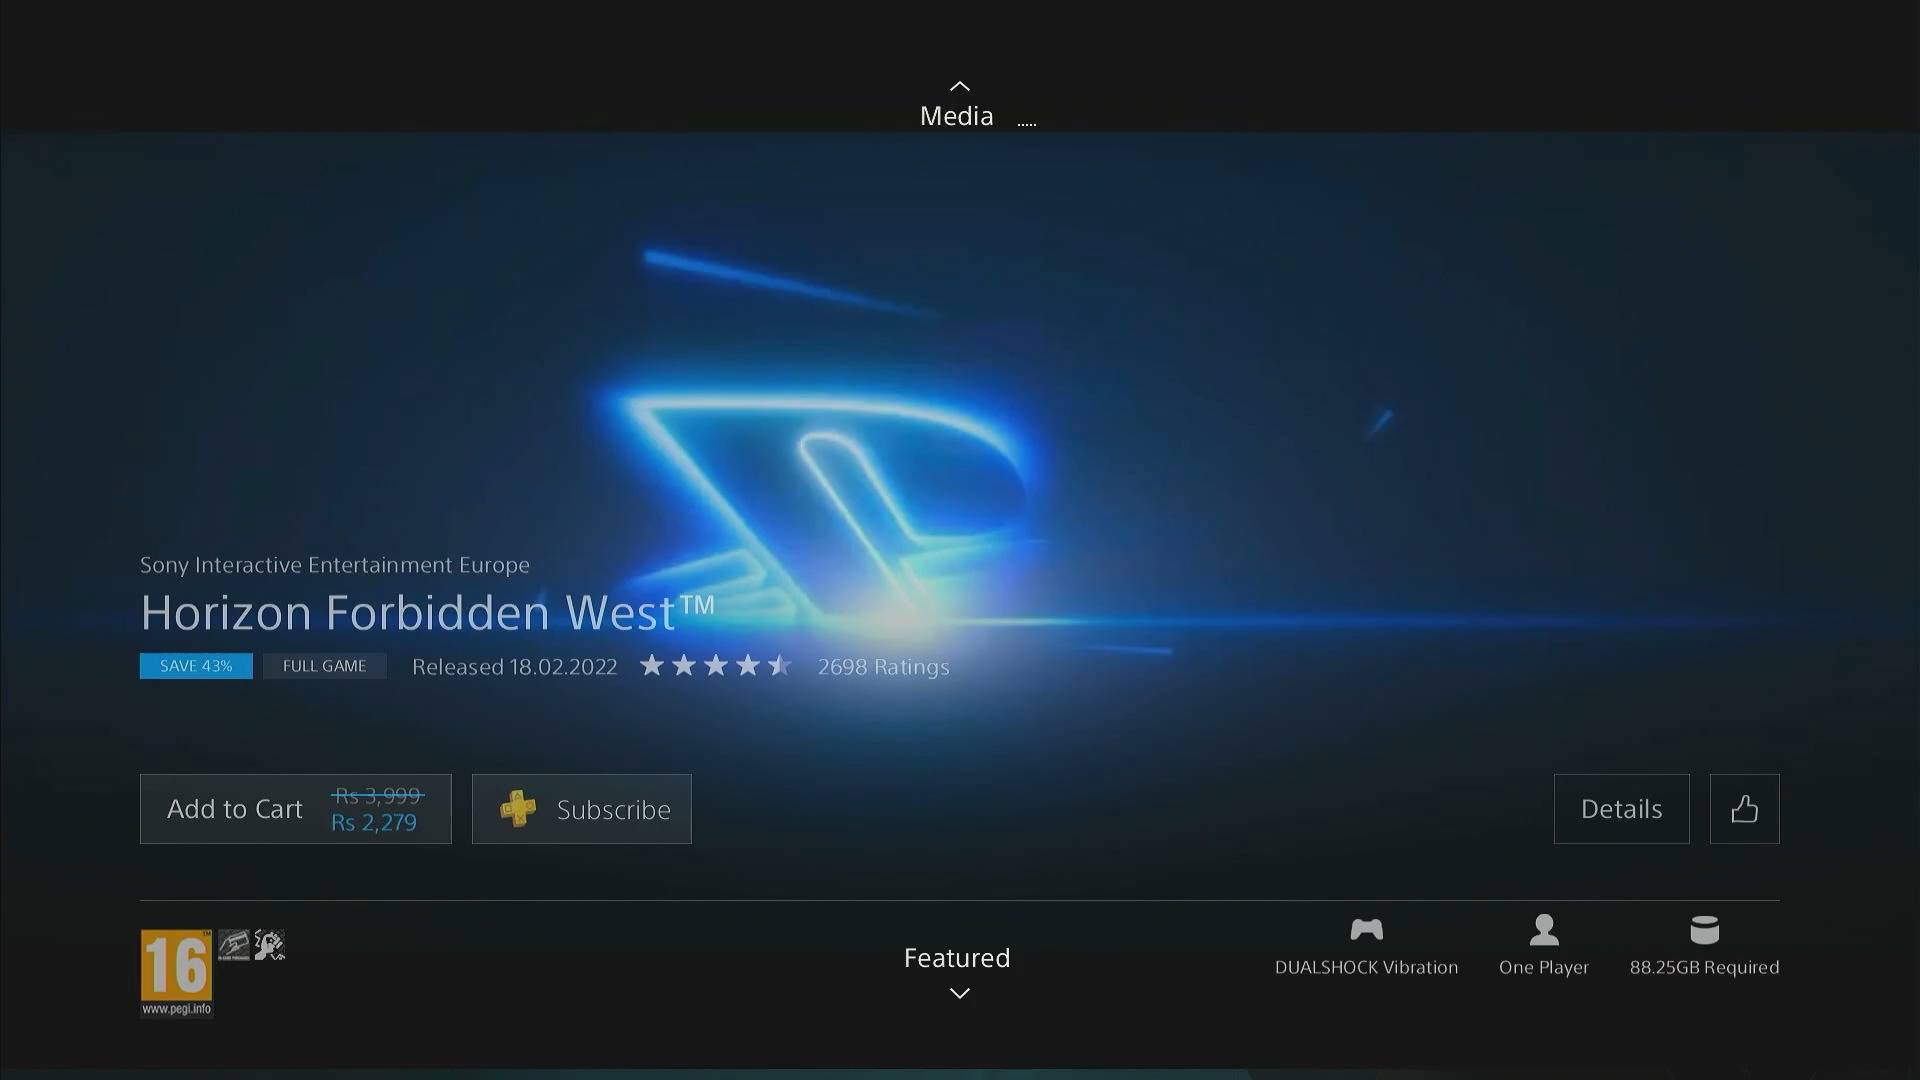 Media
Sony Interactive Entertainment Europe
Horizon Forbidden West™
SAVE 43% FULL GAME Released 18.02.2022 2698 Ratings
Add to Cart Rs 3,999
Rs 2,279
Subscribe
Details
16
www.pegi.info
Featured
DUALSHOCK Vibration
One Player
88.25GB Required